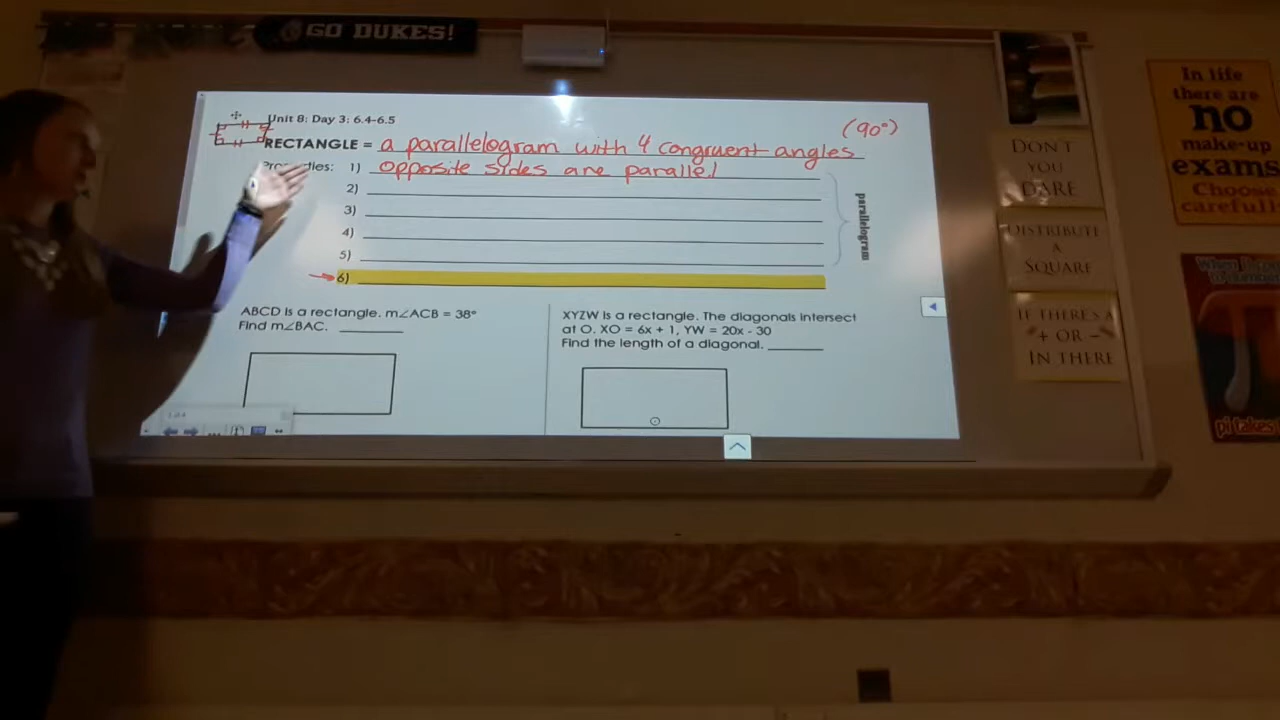 GO DUKES!
Unit 8: Day 3: 6.4-6.5
(90°)
RECTANGLE = a parallelogram with 4 congruent angles
1) opposite sides are parallel
2)
3)
4)
5)
6)
parallelogram
ABCD is a rectangle. m∠ACB = 38°
Find m∠BAC.
XYZW is a rectangle. The diagonals intersect
at O. XO = 6x + 1, YW = 20x - 30
Find the length of a diagonal.
DON'T
YOU
DARE
DISTRIBUTE
A
SQUARE
IF THERE'S A
+ OR -
IN THERE
In life
there are
no
make-up
exams
Choose
pi takes